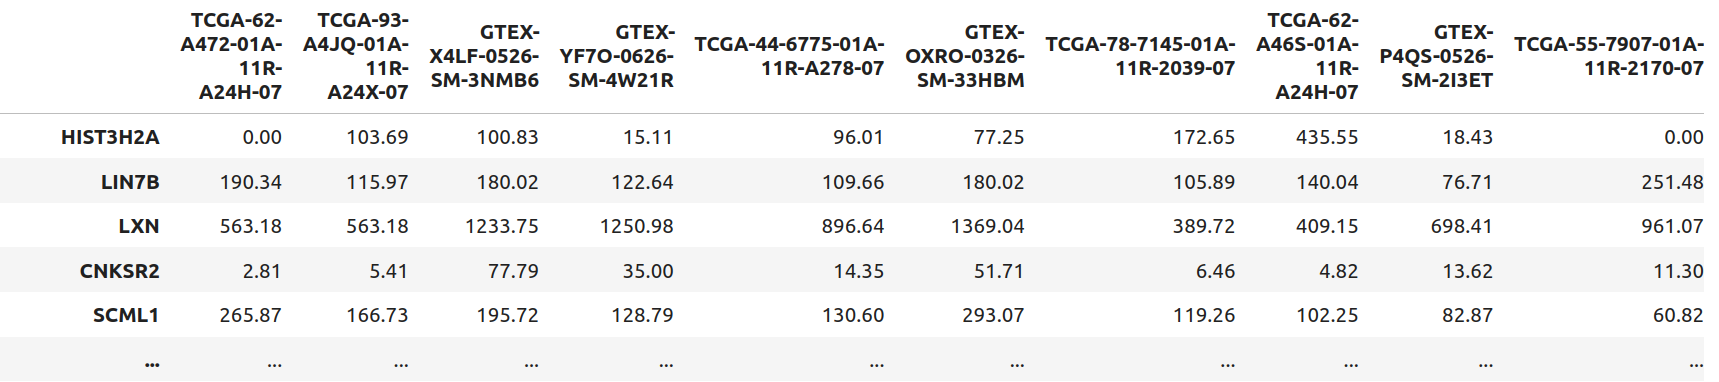 TCGA-62-A472-01A-11R-A24H-07 TCGA-93-A4JQ-01A-11R-A24X-07 GTEX-X4LF-0526-SM-3NMB6 GTEX-YF7O-0626-SM-4W21R TCGA-44-6775-01A-11R-A278-07 GTEX-OXRO-0326-SM-33HBM TCGA-78-7145-01A-11R-2039-07 TCGA-62-A46S-01A-11R-A24H-07 GTEX-P4QS-0526-SM-2I3ET TCGA-55-7907-01A-11R-2170-07
HIST3H2A 0.00 103.69 100.83 15.11 96.01 77.25 172.65 435.55 18.43 0.00
LIN7B 190.34 115.97 180.02 122.64 109.66 180.02 105.89 140.04 76.71 251.48
LXN 563.18 563.18 1233.75 1250.98 896.64 1369.04 389.72 409.15 698.41 961.07
CNKSR2 2.81 5.41 77.79 35.00 14.35 51.71 6.46 4.82 13.62 11.30
SCML1 265.87 166.73 195.72 128.79 130.60 293.07 119.26 102.25 82.87 60.82
... ... ... ... ... ... ... ... ... ... ...